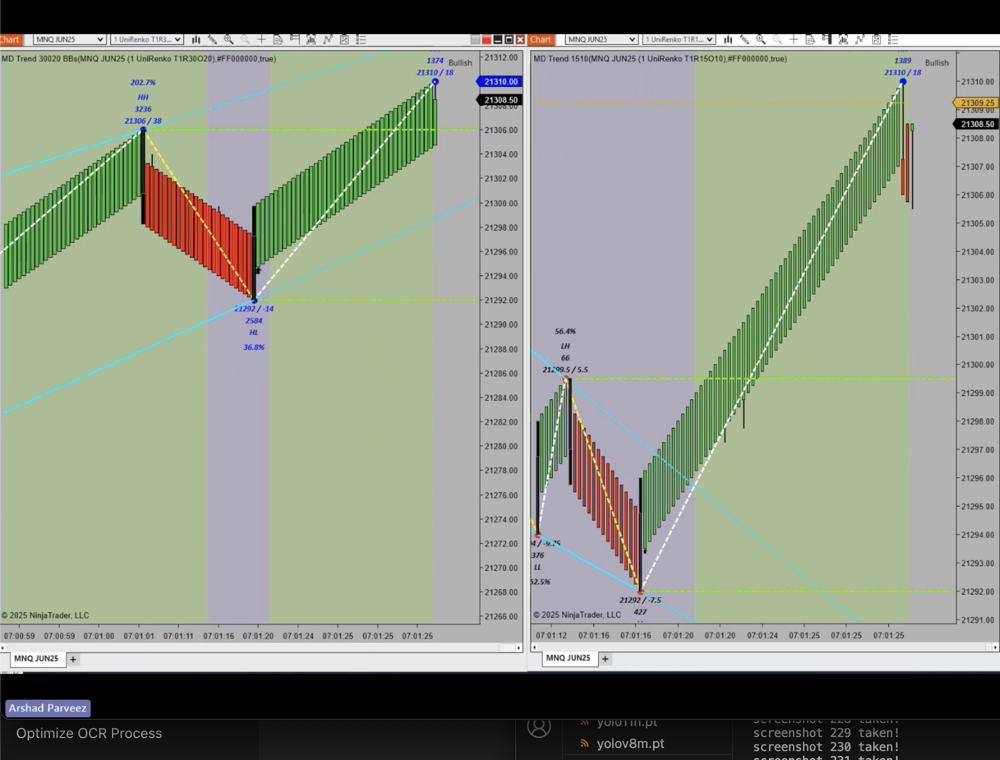 Chart
MNQ JUN25
1 UniRenko T1R3...
MD Trend 30020 BBs(MNQ JUN25 (1 UniRenko T1R30O20),#FF000000,true)
1374
Bullish
21310 / 18
202.7%
HH
3236
21306 / 38
21292 / -14
2584
HL
36.8%
21312.00
21310.00
21308.50
21306.00
21304.00
21302.00
21300.00
21298.00
21296.00
21294.00
21292.00
21290.00
21288.00
21286.00
21284.00
21282.00
21280.00
21278.00
21276.00
21274.00
21272.00
21270.00
21268.00
21266.00
© 2025 NinjaTrader, LLC
07:00:59 07:00:59 07:01:00 07:01:01 07:01:11 07:01:16 07:01:20 07:01:24 07:01:25 07:01:25 07:01:25
MNQ JUN25 +
Chart
MNQ JUN25
1 UniRenko T1R1...
MD Trend 1510(MNQ JUN25 (1 UniRenko T1R15O10),#FF000000,true)
1389
Bullish
21310 / 18
56.4%
LH
66
21299.5 / 5.5
376
LL
52.5%
21292 / -7.5
427
21310.00
21309.25
21309.00
21308.50
21307.00
21306.00
21305.00
21304.00
21303.00
21302.00
21301.00
21300.00
21299.00
21298.00
21297.00
21296.00
21295.00
21294.00
21293.00
21292.00
21291.00
© 2025 NinjaTrader, LLC
07:01:12 07:01:16 07:01:16 07:01:20 07:01:20 07:01:24 07:01:25 07:01:25 07:01:25
MNQ JUN25 +
Arshad Parveez
Optimize OCR Process
yolo11n.pt
yolov8m.pt
screenshot 229 taken!
screenshot 230 taken!
screenshot 231 taken!